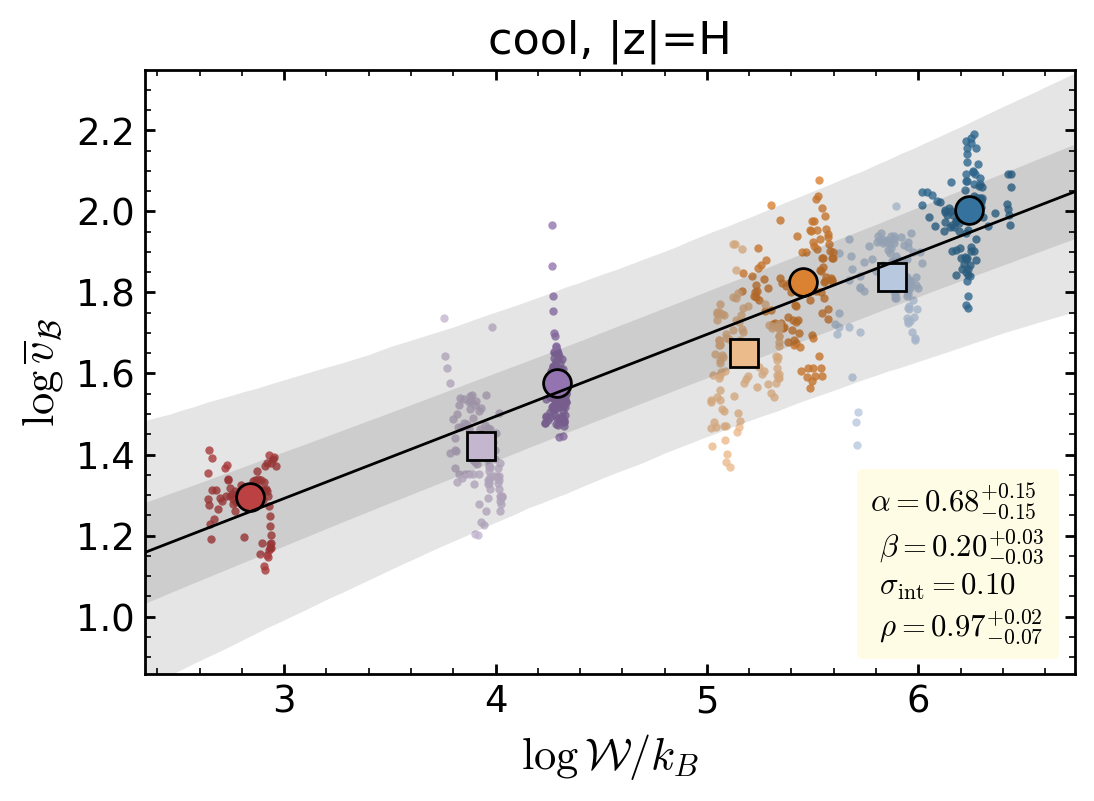 cool, |z|=H
log v̅_ℬ
2.2
2.0
1.8
1.6
1.4
1.2
1.0
α = 0.68^{+0.15}_{-0.15}
β = 0.20^{+0.03}_{-0.03}
σ_int = 0.10
ρ = 0.97^{+0.02}_{-0.07}
3 4 5 6
log 𝒲/k_B